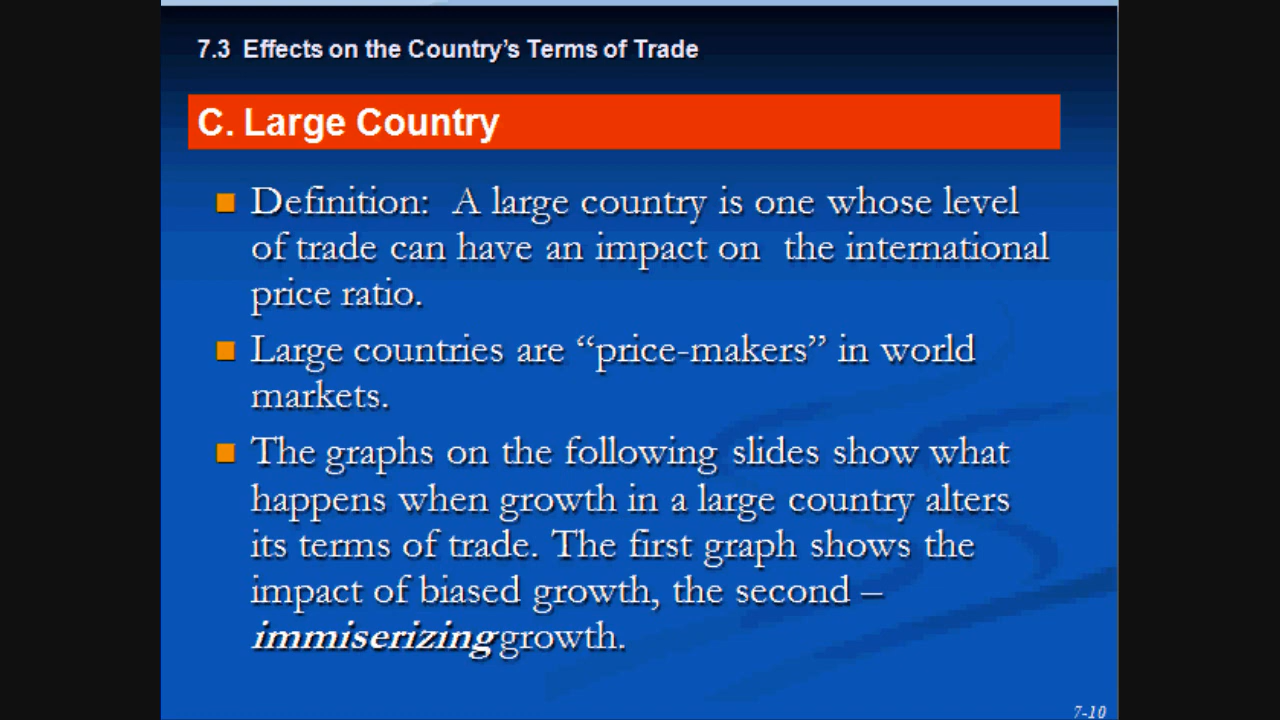 7.3 Effects on the Country's Terms of Trade
C. Large Country
Definition: A large country is one whose level
of trade can have an impact on the international
price ratio.
Large countries are “price-makers” in world
markets.
The graphs on the following slides show what
happens when growth in a large country alters
its terms of trade. The first graph shows the
impact of biased growth, the second –
immiserizing growth.
7-10